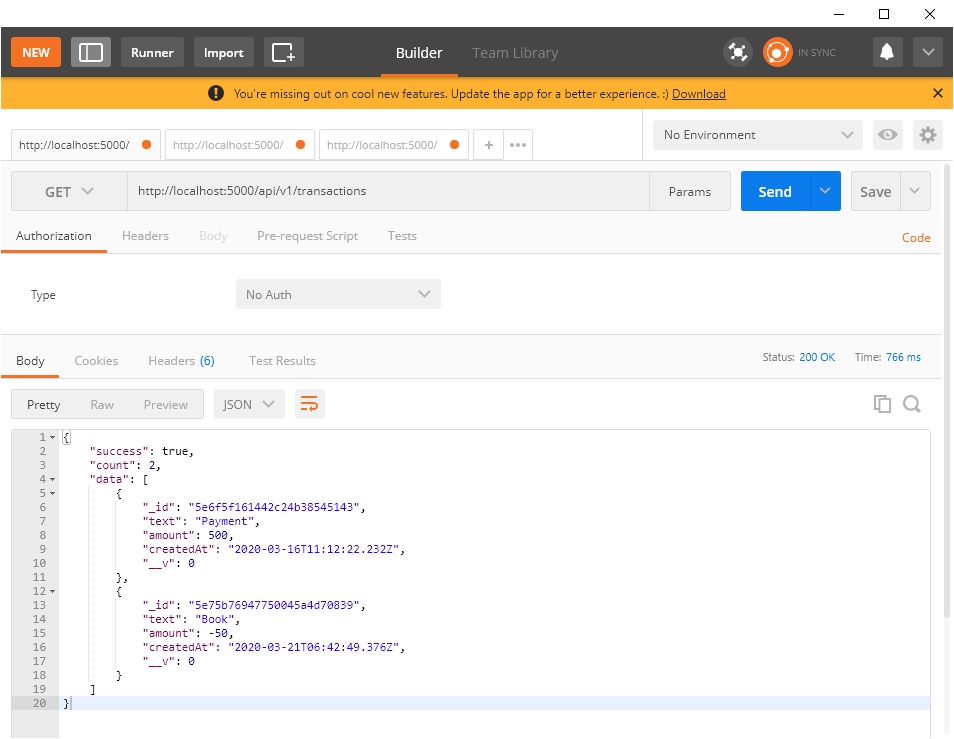 NEW Runner Import Builder Team Library IN SYNC
You're missing out on cool new features. Update the app for a better experience. :) Download
http://localhost:5000/ http://localhost:5000/ http://localhost:5000/ + ••• No Environment
GET http://localhost:5000/api/v1/transactions Params Send Save
Authorization Headers Body Pre-request Script Tests Code
Type No Auth
Body Cookies Headers (6) Test Results Status: 200 OK Time: 766 ms
Pretty Raw Preview JSON
1 {
2 "success": true,
3 "count": 2,
4 "data": [
5 {
6 "_id": "5e6f5f161442c24b38545143",
7 "text": "Payment",
8 "amount": 500,
9 "createdAt": "2020-03-16T11:12:22.232Z",
10 "__v": 0
11 },
12 {
13 "_id": "5e75b76947750045a4d70839",
14 "text": "Book",
15 "amount": -50,
16 "createdAt": "2020-03-21T06:42:49.376Z",
17 "__v": 0
18 }
19 ]
20 }